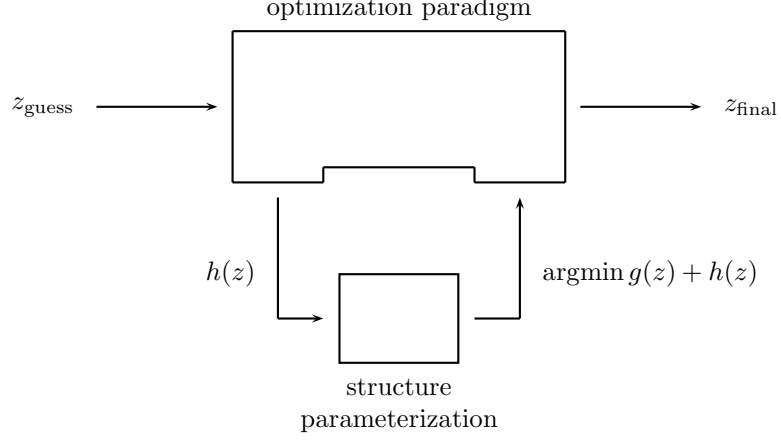 optimization paradigm
z_guess
z_final
h(z)
argmin g(z) + h(z)
structure
parameterization